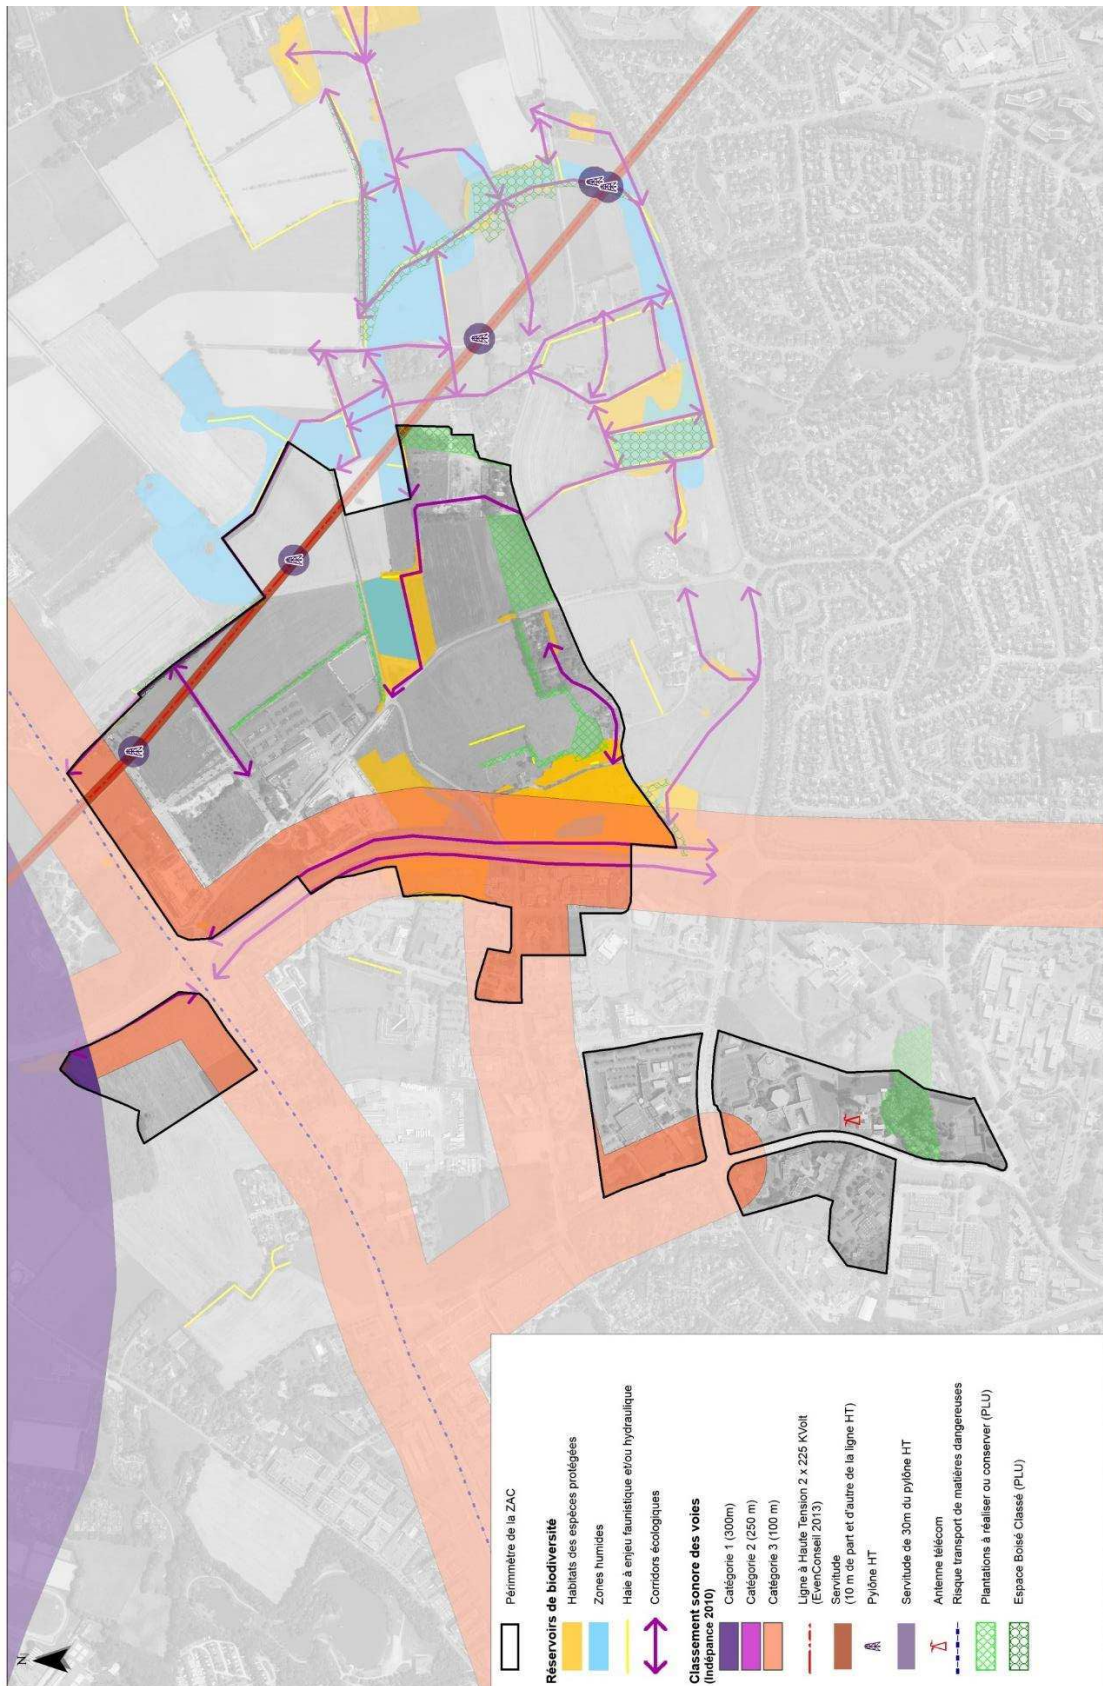 N
Périmmètre de la ZAC
Réservoirs de biodiversité
Habitats des espèces protégées
Zones humides
Haie à enjeu faunistique et/ou hydraulique
Corridors écologiques
Classement sonore des voies
(Indépance 2010)
Catégorie 1 (300m)
Catégorie 2 (250 m)
Catégorie 3 (100 m)
Ligne à Haute Tension 2 x 225 KVolt
(EvenConseil 2013)
Servitude
(10 m de part et d'autre de la ligne HT)
Pylône HT
Servitude de 30m du pylône HT
Antenne télécom
Risque transport de matières dangereuses
Plantations à réaliser ou conserver (PLU)
Espace Boisé Classé (PLU)